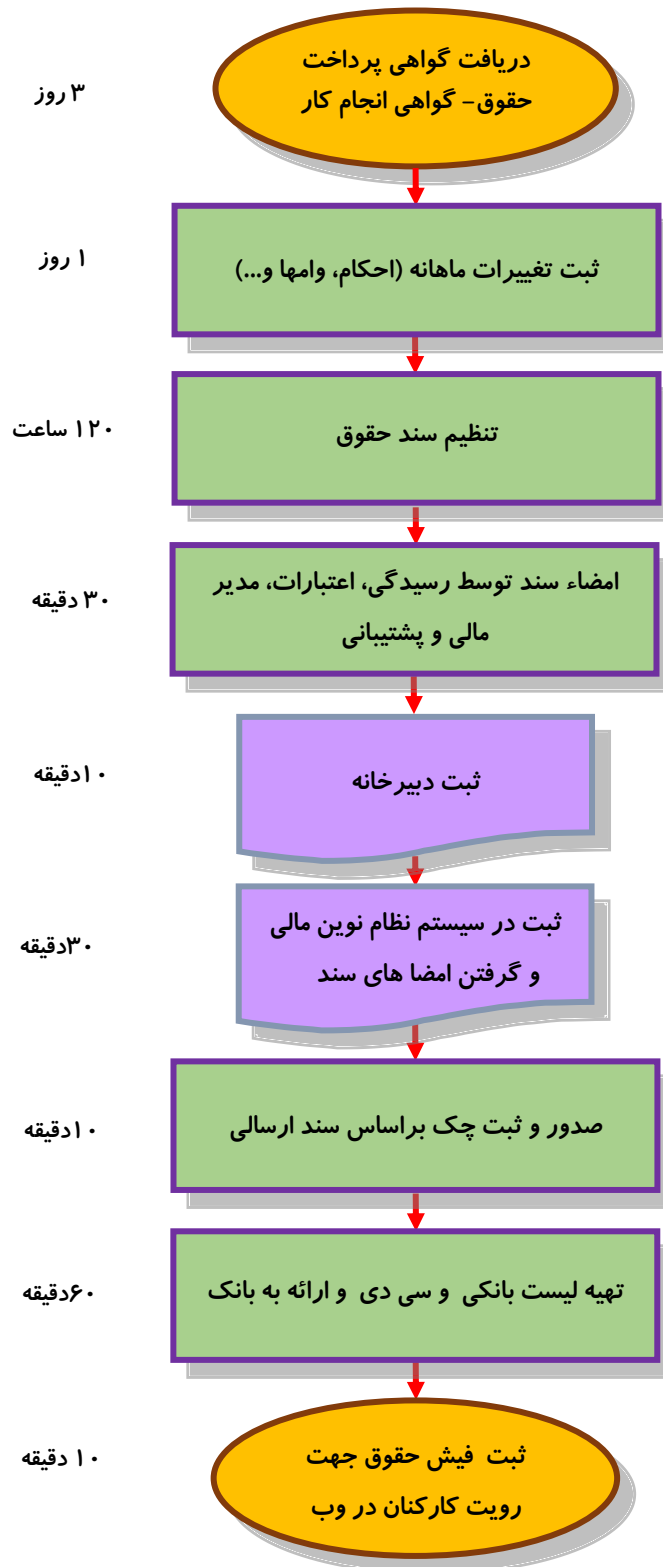 دریافت گواهی پرداخت
حقوق– گواهی انجام کار
۳ روز
ثبت تغییرات ماهانه (احکام، وامها و...)
۱ روز
تنظیم سند حقوق
۱۲۰ ساعت
امضاء سند توسط رسیدگی، اعتبارات، مدیر
مالی و پشتیبانی
۳۰ دقیقه
ثبت دبیرخانه
۱۰دقیقه
ثبت در سیستم نظام نوین مالی
و گرفتن امضا های سند
۳۰دقیقه
صدور و ثبت چک براساس سند ارسالی
۱۰دقیقه
تهیه لیست بانکی و سی دی و ارائه به بانک
۶۰دقیقه
ثبت فیش حقوق جهت
رویت کارکنان در وب
۱۰ دقیقه